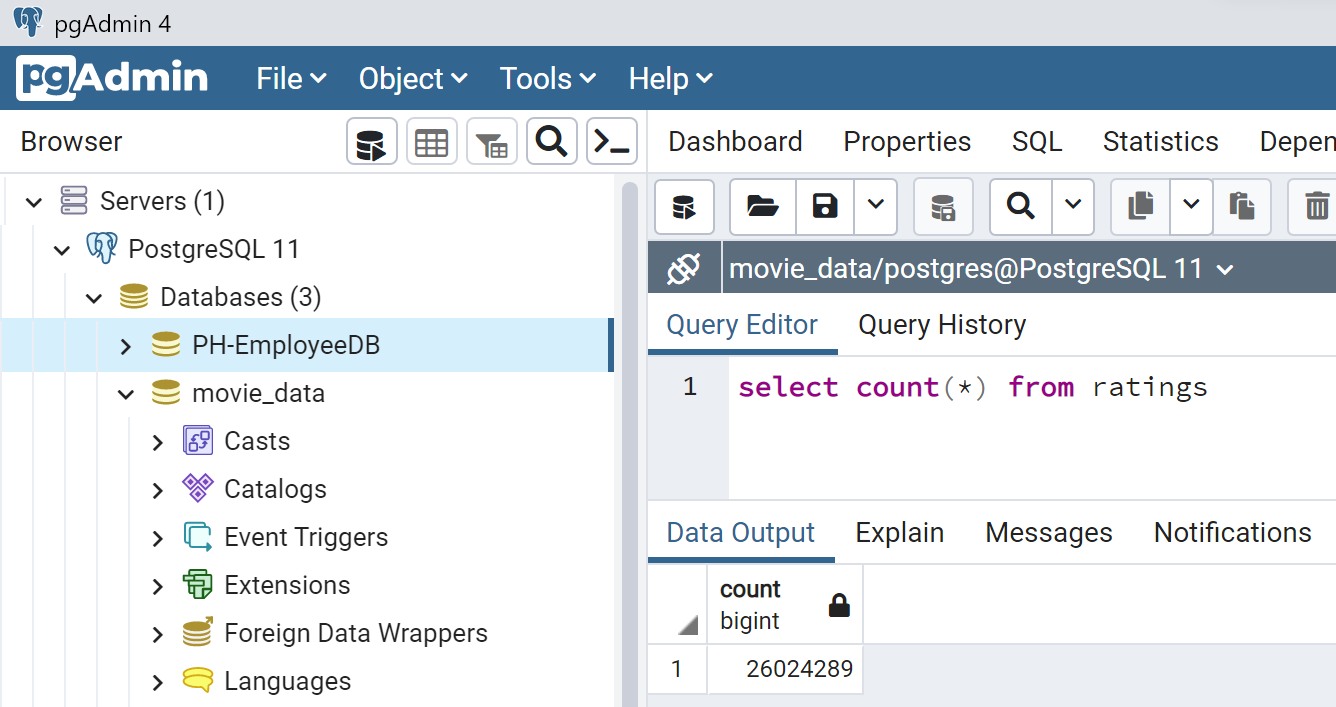 pgAdmin 4
pgAdmin File Object Tools Help
Browser
Dashboard Properties SQL Statistics Depen
Servers (1)
PostgreSQL 11
Databases (3)
PH-EmployeeDB
movie_data
Casts
Catalogs
Event Triggers
Extensions
Foreign Data Wrappers
Languages
movie_data/postgres@PostgreSQL 11
Query Editor Query History
1 select count(*) from ratings
Data Output Explain Messages Notifications
count
bigint
1 26024289